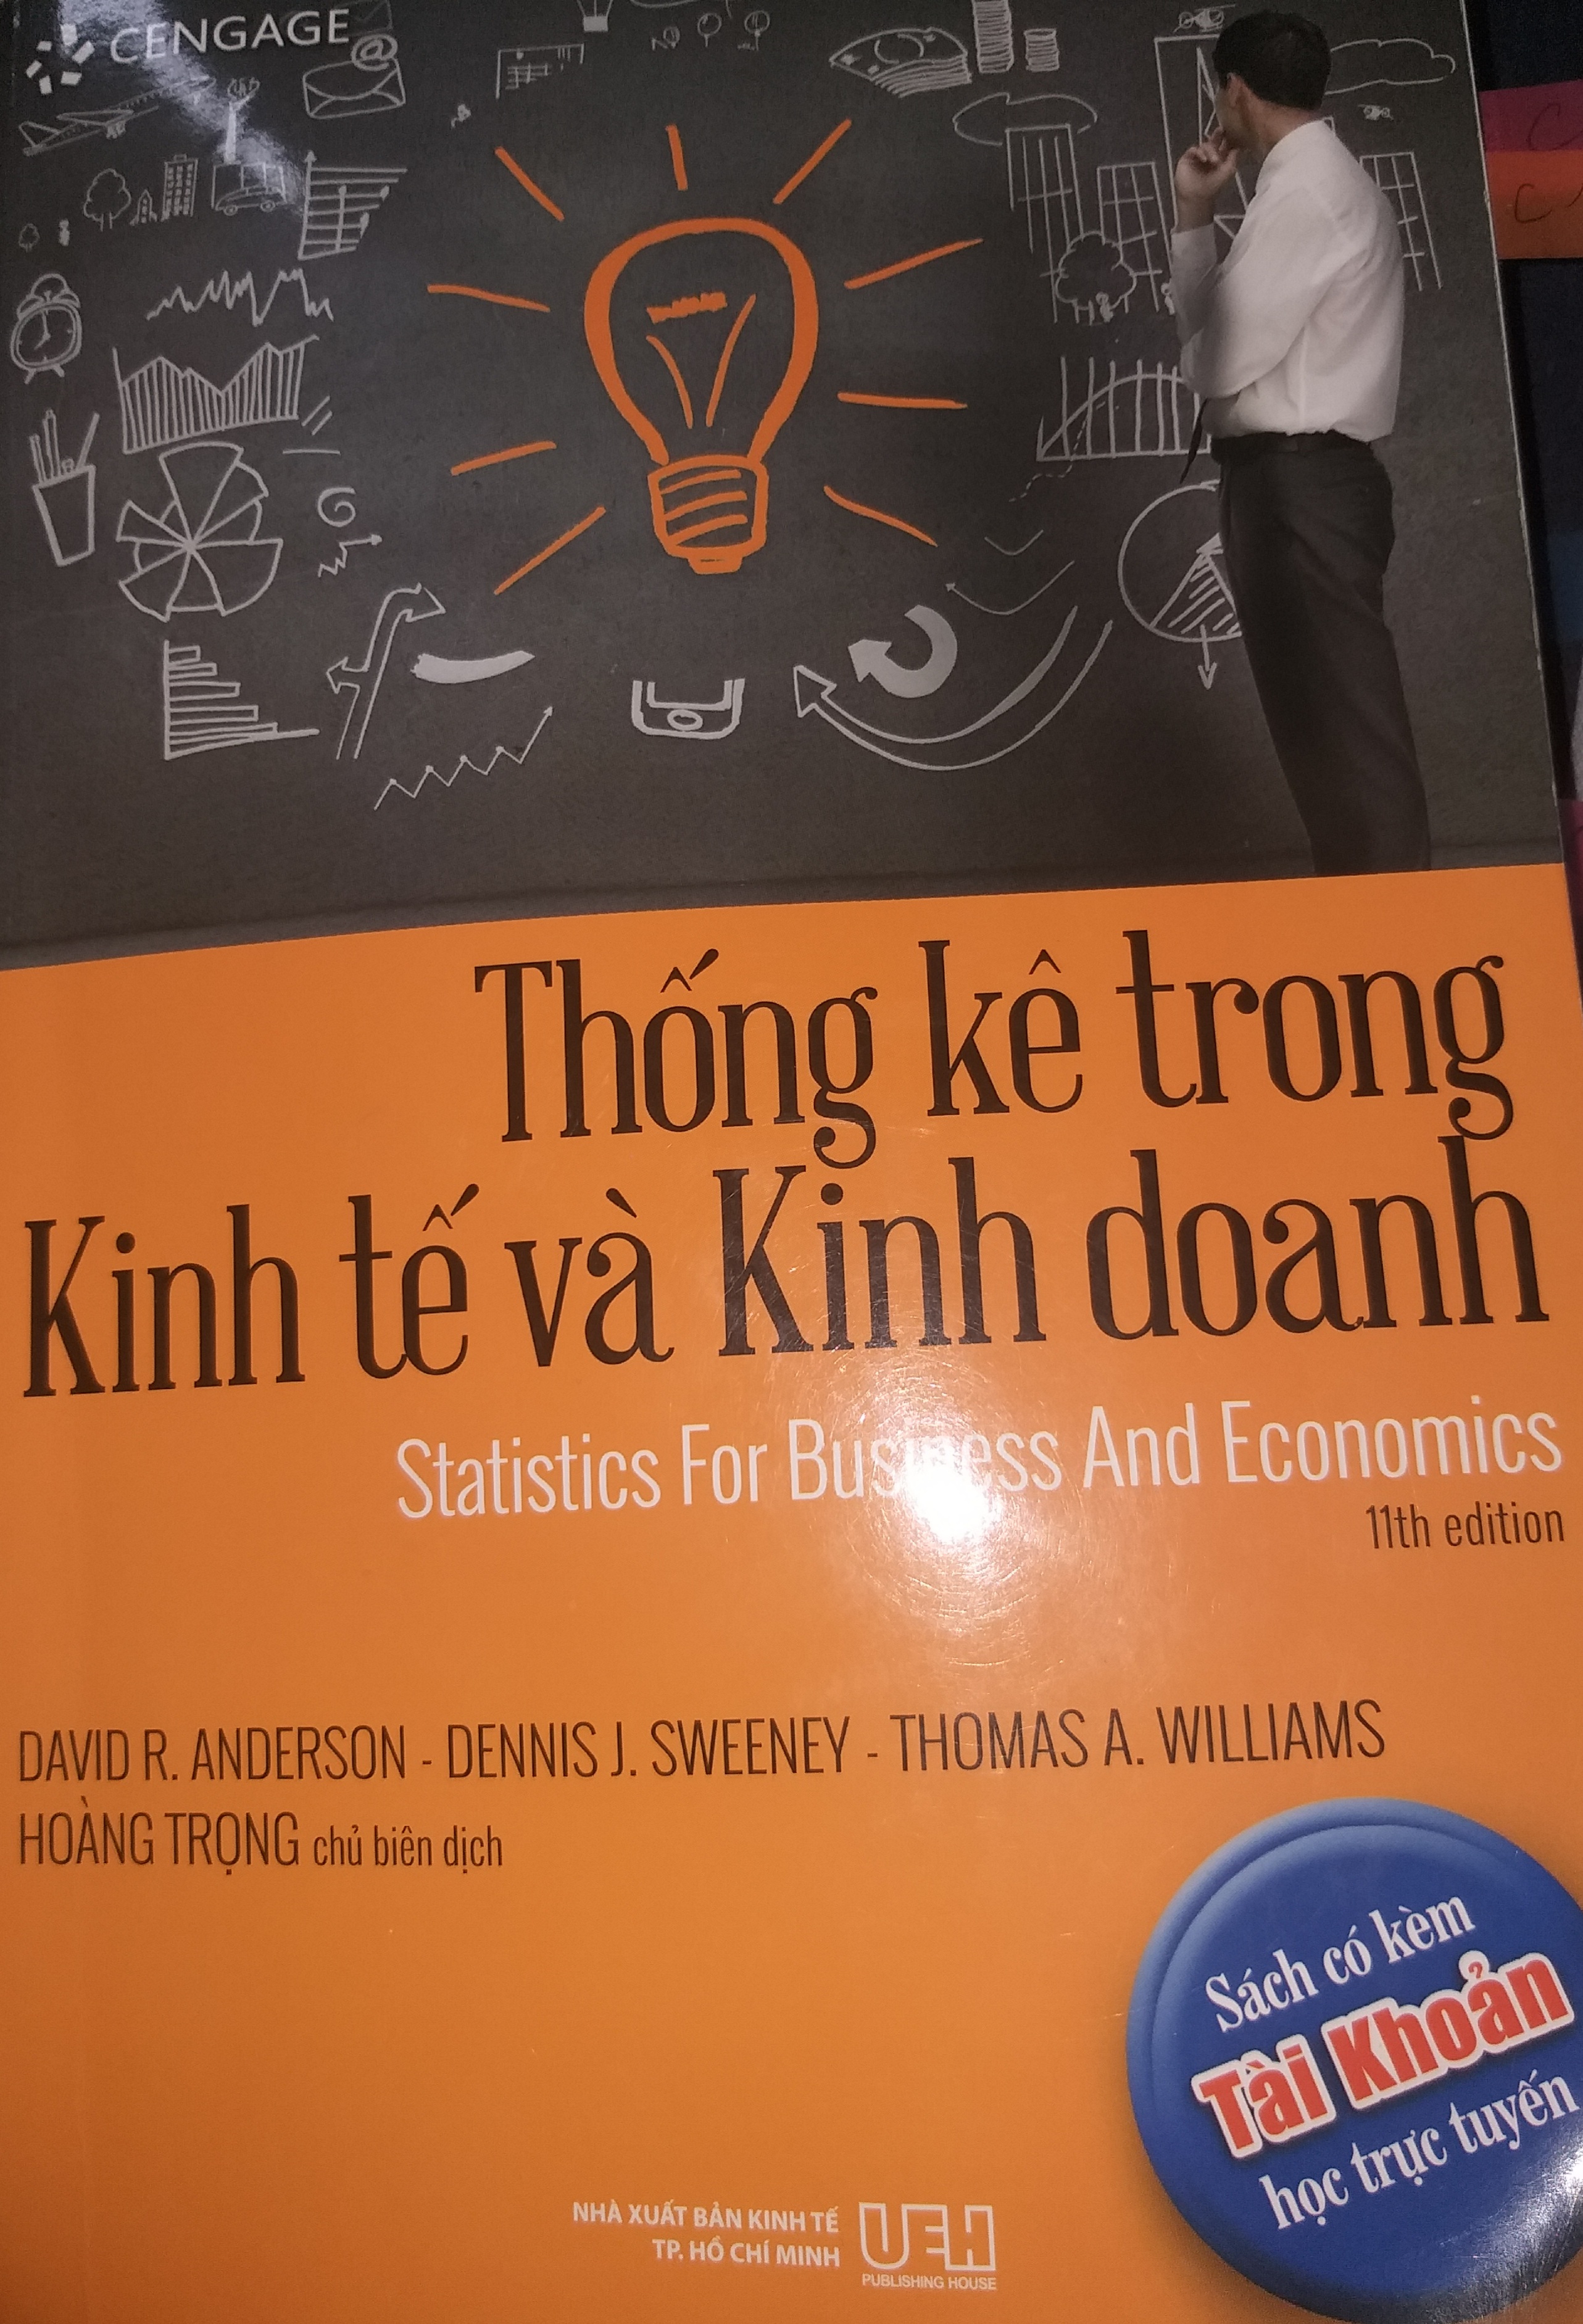 CENGAGE
Thống kê trong
Kinh tế và Kinh doanh
Statistics For Business And Economics
11th edition
DAVID R. ANDERSON - DENNIS J. SWEENEY - THOMAS A. WILLIAMS
HOÀNG TRỌNG chủ biên dịch
Sách có kèm
Tài Khoản
học trực tuyến
NHÀ XUẤT BẢN KINH TẾ
TP. HỒ CHÍ MINH
UEH
PUBLISHING HOUSE